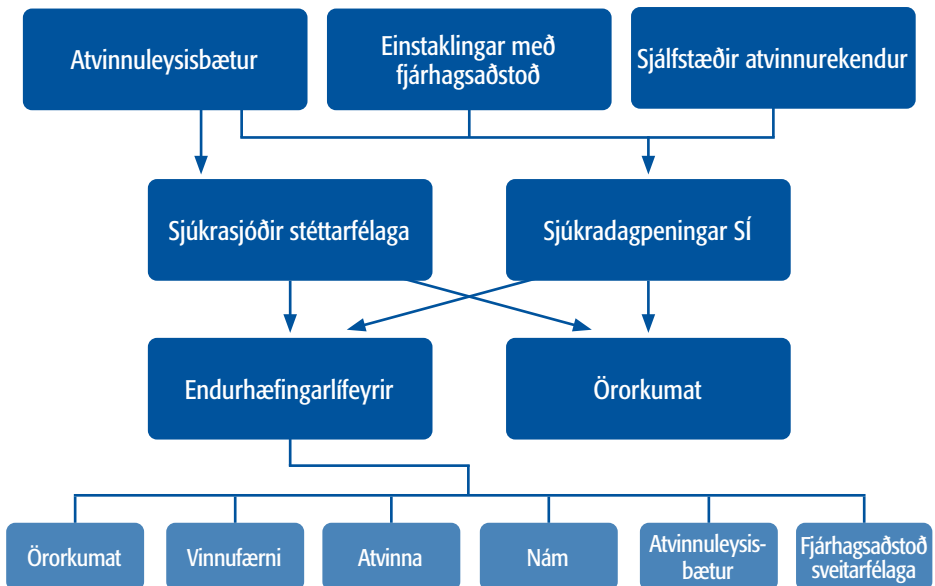 Atvinnuleysisbætur
Einstaklingar með
fjárhagsaðstoð
Sjálfstæðir atvinnurekendur
Sjúkrasjóðir stéttarfélaga
Sjúkradagpeningar SÍ
Endurhæfingarlífeyrir
Örorkumat
Örorkumat
Vinnufærni
Atvinna
Nám
Atvinnuleysis-
bætur
Fjárhagsaðstoð
sveitarfélaga